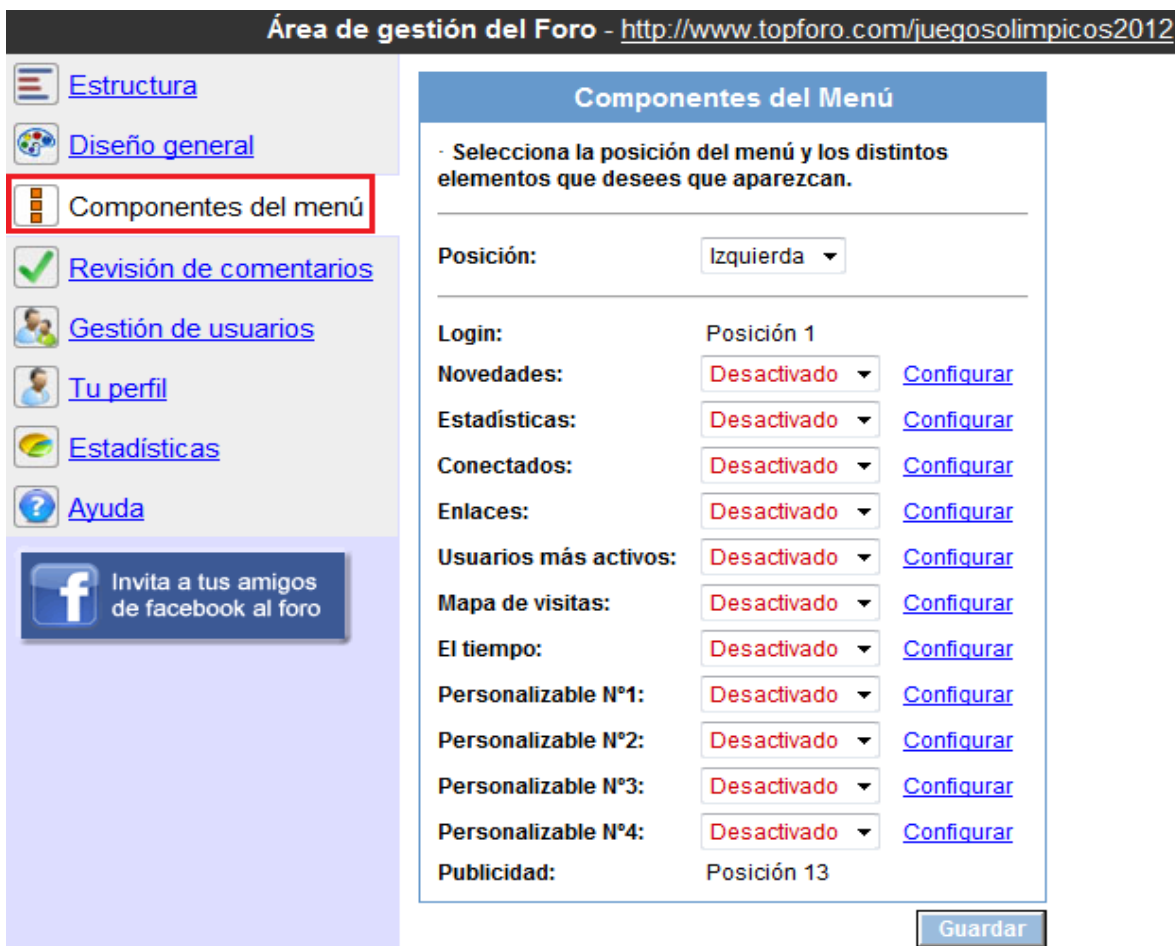 Área de gestión del Foro - http://www.topforo.com/juegosolimpicos2012
Estructura
Diseño general
Componentes del menú
Revisión de comentarios
Gestión de usuarios
Tu perfil
Estadísticas
Ayuda
Invita a tus amigos
de facebook al foro
Componentes del Menú
· Selecciona la posición del menú y los distintos
elementos que desees que aparezcan.
Posición: Izquierda
Login: Posición 1
Novedades: Desactivado Configurar
Estadísticas: Desactivado Configurar
Conectados: Desactivado Configurar
Enlaces: Desactivado Configurar
Usuarios más activos: Desactivado Configurar
Mapa de visitas: Desactivado Configurar
El tiempo: Desactivado Configurar
Personalizable Nº1: Desactivado Configurar
Personalizable Nº2: Desactivado Configurar
Personalizable Nº3: Desactivado Configurar
Personalizable Nº4: Desactivado Configurar
Publicidad: Posición 13
Guardar